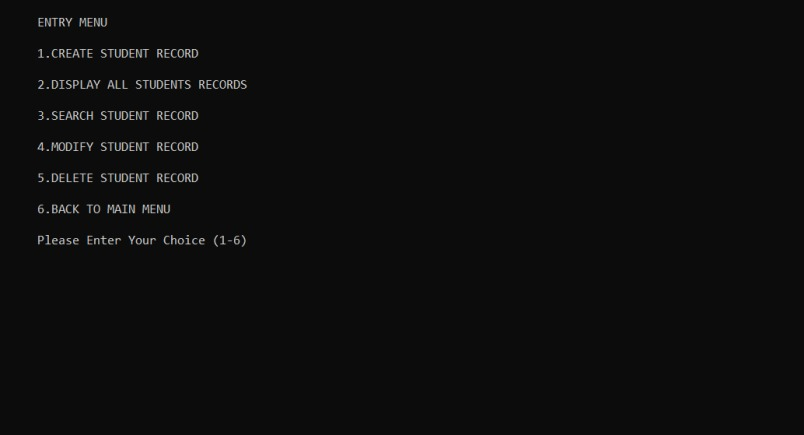 ENTRY MENU
1.CREATE STUDENT RECORD
2.DISPLAY ALL STUDENTS RECORDS
3.SEARCH STUDENT RECORD
4.MODIFY STUDENT RECORD
5.DELETE STUDENT RECORD
6.BACK TO MAIN MENU
Please Enter Your Choice (1-6)